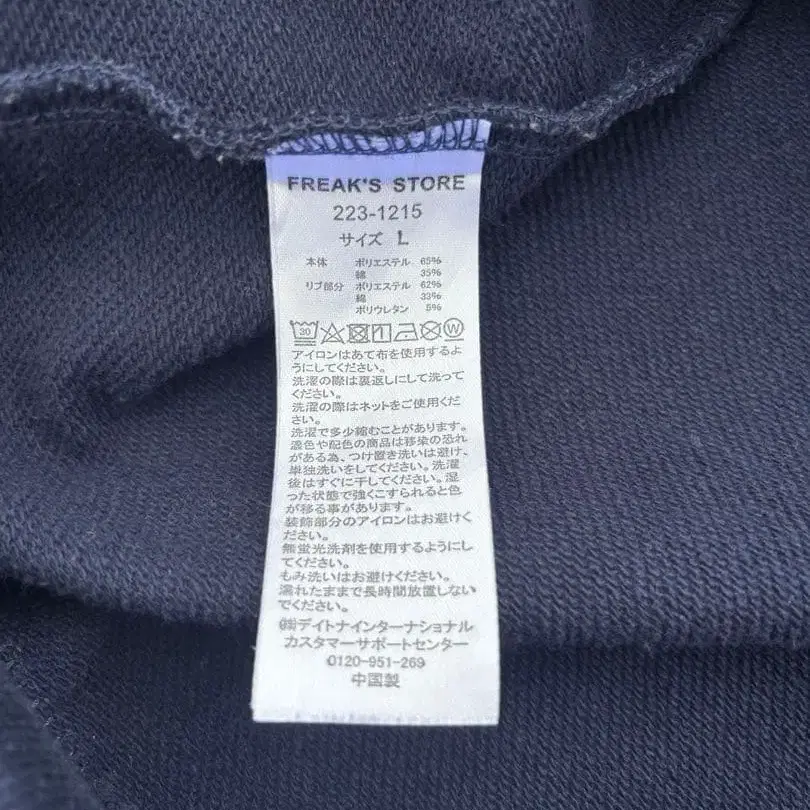 FREAK'S STORE
223-1215
サイズ L
本体 ポリエステル 65%
綿 35%
リブ部分 ポリエステル 62%
綿 33%
ポリウレタン 5%
30 W
アイロンはあて布を使用するよ
うにしてください。
洗濯の際は裏返しにして洗って
ください。
洗濯の際はネットをご使用くだ
さい。
洗濯で多少縮むことがあります。
濃色や配色の商品は移染の恐れ
がある為、つけ置き洗いは避け、
単独洗いをしてください。洗濯
後はすぐに干してください。湿
った状態で強くこすられると色
が移る事があります。
装飾部分のアイロンはお避けく
ださい。
無蛍光洗剤を使用するようにし
てください。
もみ洗いはお避けください。
濡れたままで長時間放置しない
でください。
㈱デイトナインターナショナル
カスタマーサポートセンター
0120-951-269
中国製